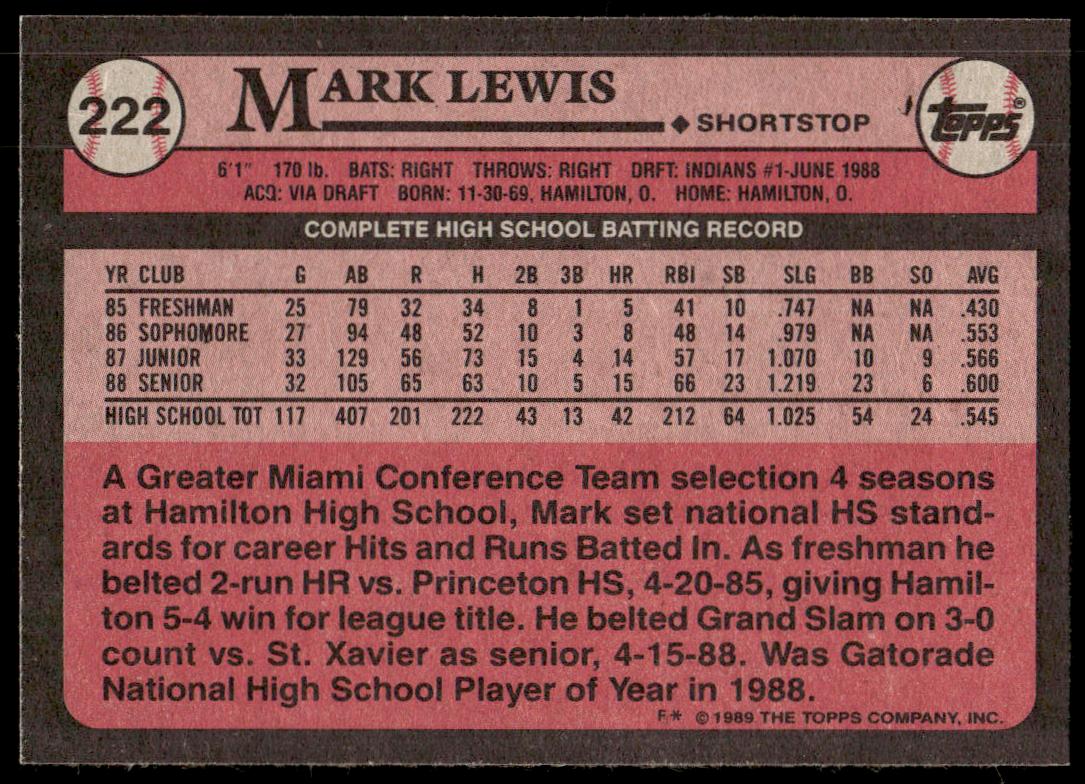 222
MARK LEWIS
◆ SHORTSTOP
Topps®
6'1" 170 lb. BATS: RIGHT THROWS: RIGHT DRFT: INDIANS #1-JUNE 1988
ACQ: VIA DRAFT BORN: 11-30-69, HAMILTON, O. HOME: HAMILTON, O.
COMPLETE HIGH SCHOOL BATTING RECORD
YR CLUB G AB R H 2B 3B HR RBI SB SLG BB SO AVG
85 FRESHMAN 25 79 32 34 8 1 5 41 10 .747 NA NA .430
86 SOPHOMORE 27 94 48 52 10 3 8 48 14 .979 NA NA .553
87 JUNIOR 33 129 56 73 15 4 14 57 17 1.070 10 9 .566
88 SENIOR 32 105 65 63 10 5 15 66 23 1.219 23 6 .600
HIGH SCHOOL TOT 117 407 201 222 43 13 42 212 64 1.025 54 24 .545
A Greater Miami Conference Team selection 4 seasons
at Hamilton High School, Mark set national HS stand-
ards for career Hits and Runs Batted In. As freshman he
belted 2-run HR vs. Princeton HS, 4-20-85, giving Hamil-
ton 5-4 win for league title. He belted Grand Slam on 3-0
count vs. St. Xavier as senior, 4-15-88. Was Gatorade
National High School Player of Year in 1988.
F* © 1989 THE TOPPS COMPANY, INC.